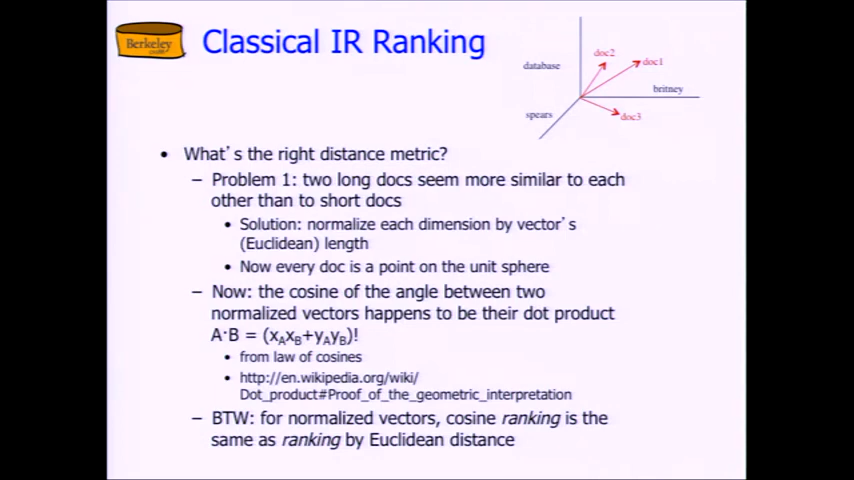 Berkeley
Classical IR Ranking
doc2
doc1
database
britney
spears
doc3
• What's the right distance metric?
– Problem 1: two long docs seem more similar to each
other than to short docs
• Solution: normalize each dimension by vector's
(Euclidean) length
• Now every doc is a point on the unit sphere
– Now: the cosine of the angle between two
normalized vectors happens to be their dot product
A·B = (xAxB+yAyB)!
• from law of cosines
• http://en.wikipedia.org/wiki/
Dot_product#Proof_of_the_geometric_interpretation
– BTW: for normalized vectors, cosine ranking is the
same as ranking by Euclidean distance